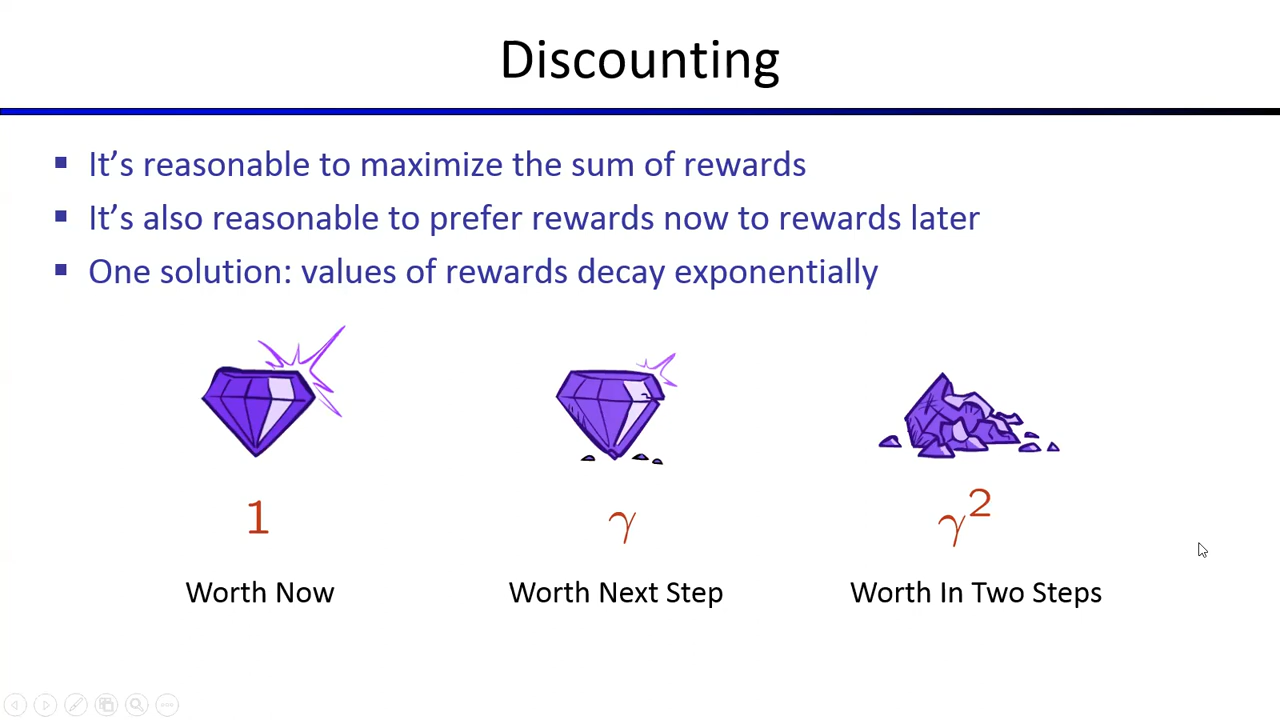 Discounting
▪ It's reasonable to maximize the sum of rewards
▪ It's also reasonable to prefer rewards now to rewards later
▪ One solution: values of rewards decay exponentially
1 γ γ²
Worth Now Worth Next Step Worth In Two Steps